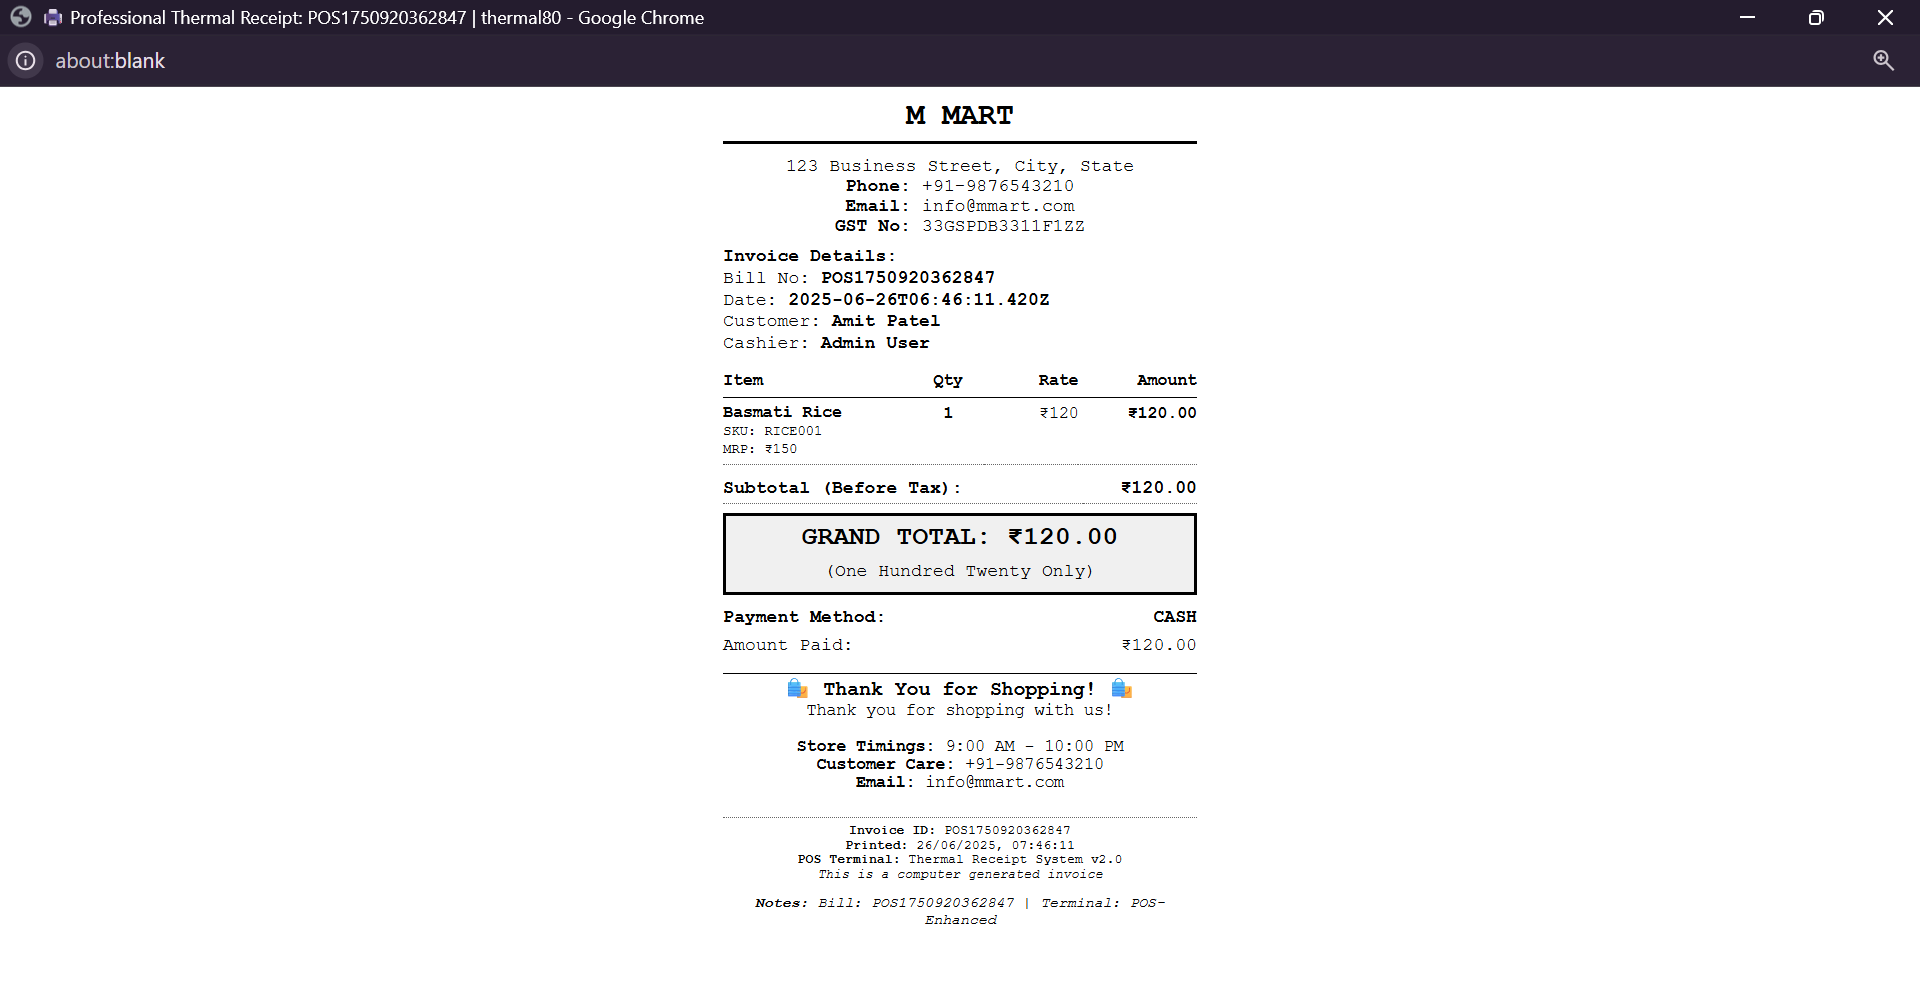 Professional Thermal Receipt: POS1750920362847 | thermal80 - Google Chrome
about:blank
M MART
123 Business Street, City, State
Phone: +91-9876543210
Email: info@mmart.com
GST No: 33GSPDB3311F1ZZ
Invoice Details:
Bill No: POS1750920362847
Date: 2025-06-26T06:46:11.420Z
Customer: Amit Patel
Cashier: Admin User
Item Qty Rate Amount
Basmati Rice 1 ₹120 ₹120.00
SKU: RICE001
MRP: ₹150
Subtotal (Before Tax): ₹120.00
GRAND TOTAL: ₹120.00
(One Hundred Twenty Only)
Payment Method: CASH
Amount Paid: ₹120.00
🛍️ Thank You for Shopping! 🛍️
Thank you for shopping with us!
Store Timings: 9:00 AM - 10:00 PM
Customer Care: +91-9876543210
Email: info@mmart.com
Invoice ID: POS1750920362847
Printed: 26/06/2025, 07:46:11
POS Terminal: Thermal Receipt System v2.0
This is a computer generated invoice
Notes: Bill: POS1750920362847 | Terminal: POS-
Enhanced